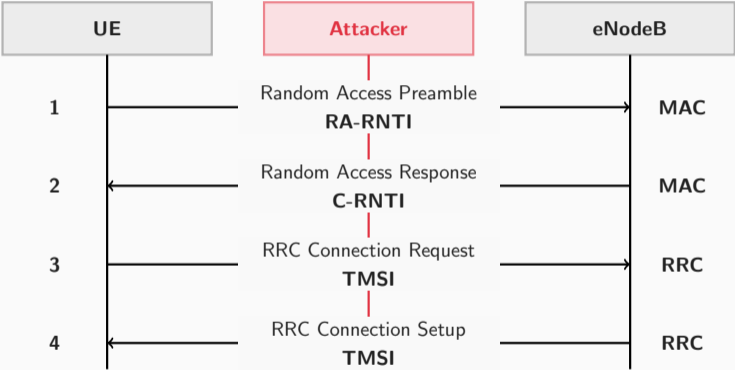 UE
Attacker
eNodeB
1
Random Access Preamble
RA-RNTI
MAC
2
Random Access Response
C-RNTI
MAC
3
RRC Connection Request
TMSI
RRC
4
RRC Connection Setup
TMSI
RRC